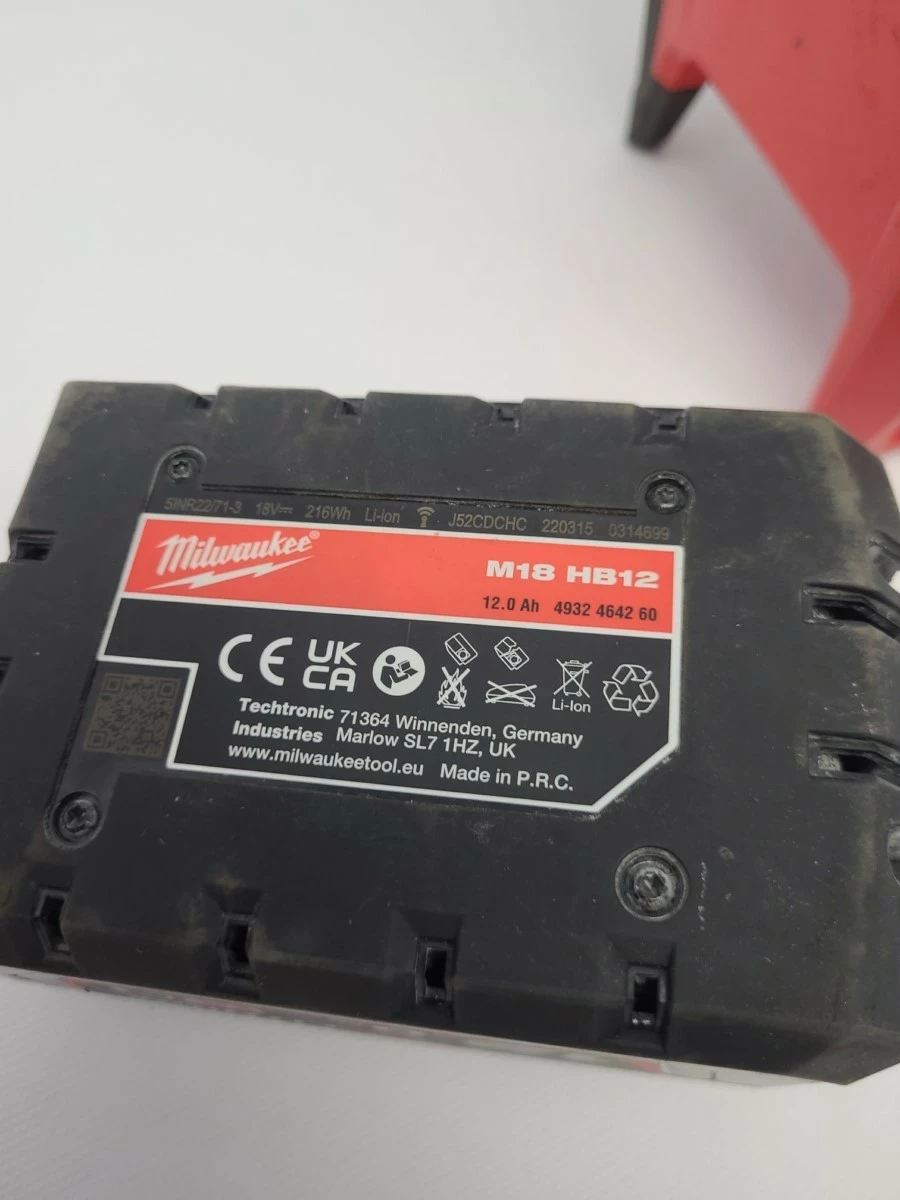 5INR22/71-3 18V⎓ 216Wh Li-Ion J52CDCHC 220315 0314699
Milwaukee®
M18 HB12
12.0 Ah 4932 4642 60
CE UK CA
Li-Ion
Techtronic Industries
71364 Winnenden, Germany
Marlow SL7 1HZ, UK
www.milwaukeetool.eu Made in P.R.C.